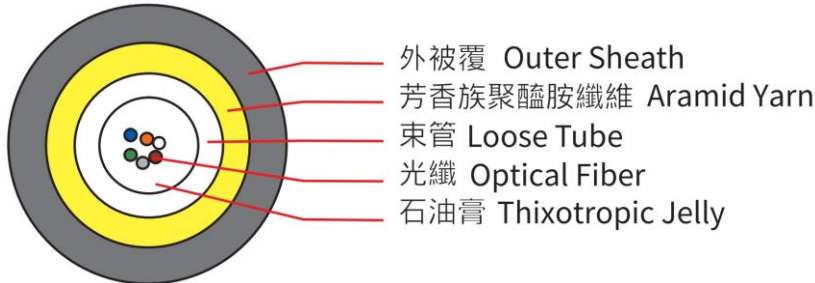 外被覆 Outer Sheath
芳香族聚醯胺纖維 Aramid Yarn
束管 Loose Tube
光纖 Optical Fiber
石油膏 Thixotropic Jelly